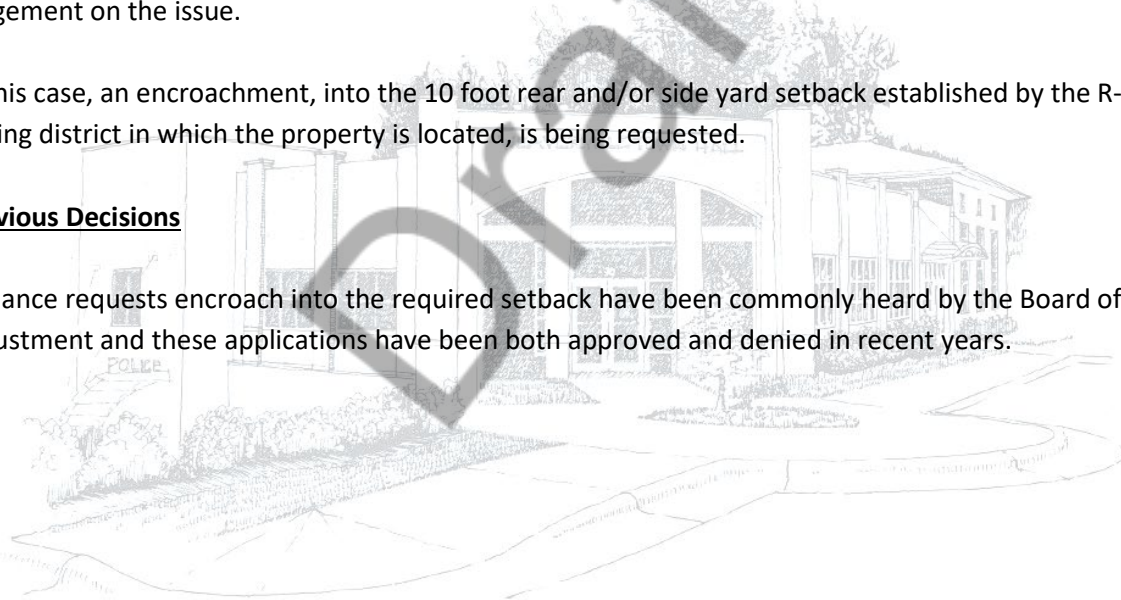 gement on the issue.
his case, an encroachment, into the 10 foot rear and/or side yard setback established by the R-
ing district in which the property is located, is being requested.
vious Decisions
ance requests encroach into the required setback have been commonly heard by the Board of
ustment and these applications have been both approved and denied in recent years.
POLICE